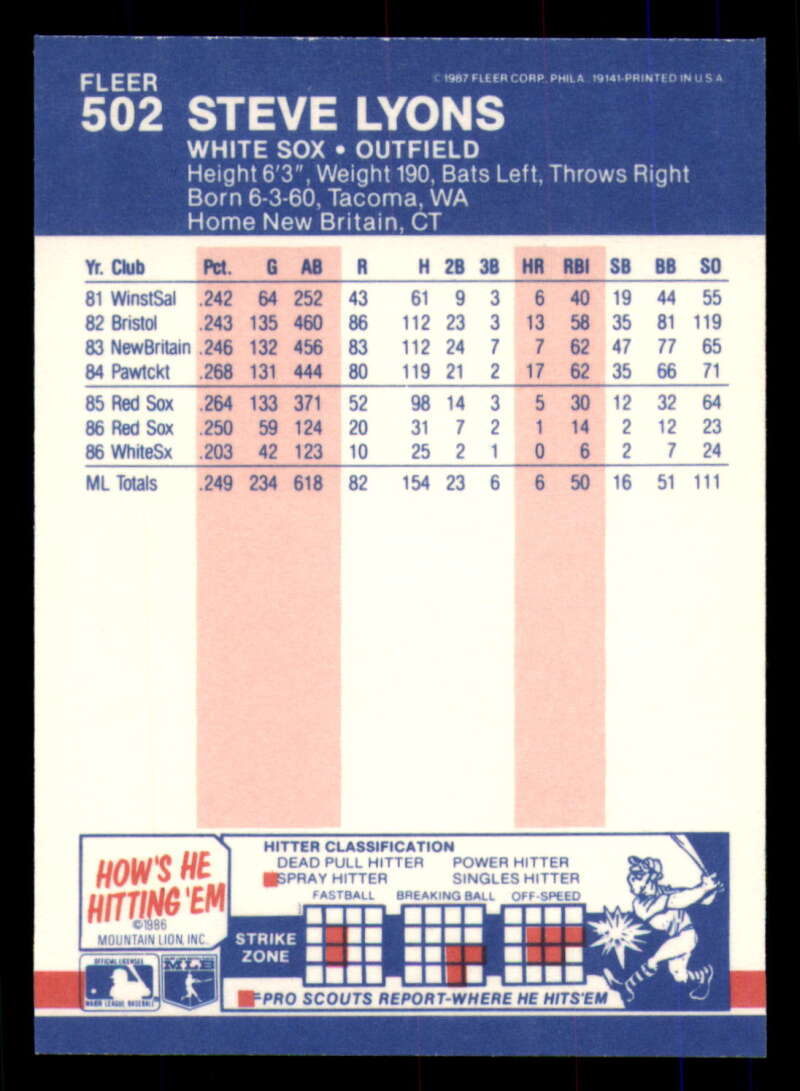 FLEER
© 1987 FLEER CORP. PHILA. 19141-PRINTED IN U.S.A.
502 STEVE LYONS
WHITE SOX • OUTFIELD
Height 6'3", Weight 190, Bats Left, Throws Right
Born 6-3-60, Tacoma, WA
Home New Britain, CT
Yr. Club Pct. G AB R H 2B 3B HR RBI SB BB SO
81 WinstSal .242 64 252 43 61 9 3 6 40 19 44 55
82 Bristol .243 135 460 86 112 23 3 13 58 35 81 119
83 NewBritain .246 132 456 83 112 24 7 7 62 47 77 65
84 Pawtckt .268 131 444 80 119 21 2 17 62 35 66 71
85 Red Sox .264 133 371 52 98 14 3 5 30 12 32 64
86 Red Sox .250 59 124 20 31 7 2 1 14 2 12 23
86 WhiteSx .203 42 123 10 25 2 1 0 6 2 7 24
ML Totals .249 234 618 82 154 23 6 6 50 16 51 111
HOW'S HE
HITTING 'EM
©1986
MOUNTAIN LION, INC.
HITTER CLASSIFICATION
DEAD PULL HITTER POWER HITTER
SPRAY HITTER SINGLES HITTER
FASTBALL BREAKING BALL OFF-SPEED
STRIKE
ZONE
=PRO SCOUTS REPORT-WHERE HE HITS'EM
OFFICIAL LICENSEE
MAJOR LEAGUE BASEBALL
MLB